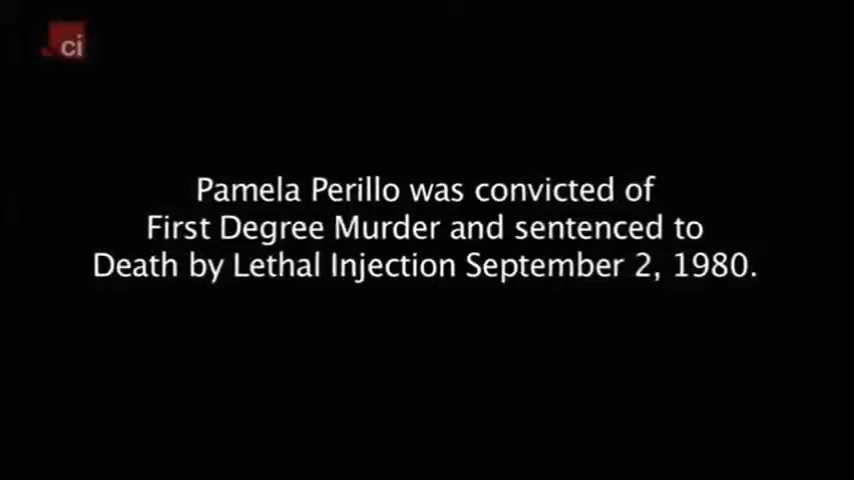 ci
Pamela Perillo was convicted of
First Degree Murder and sentenced to
Death by Lethal Injection September 2, 1980.